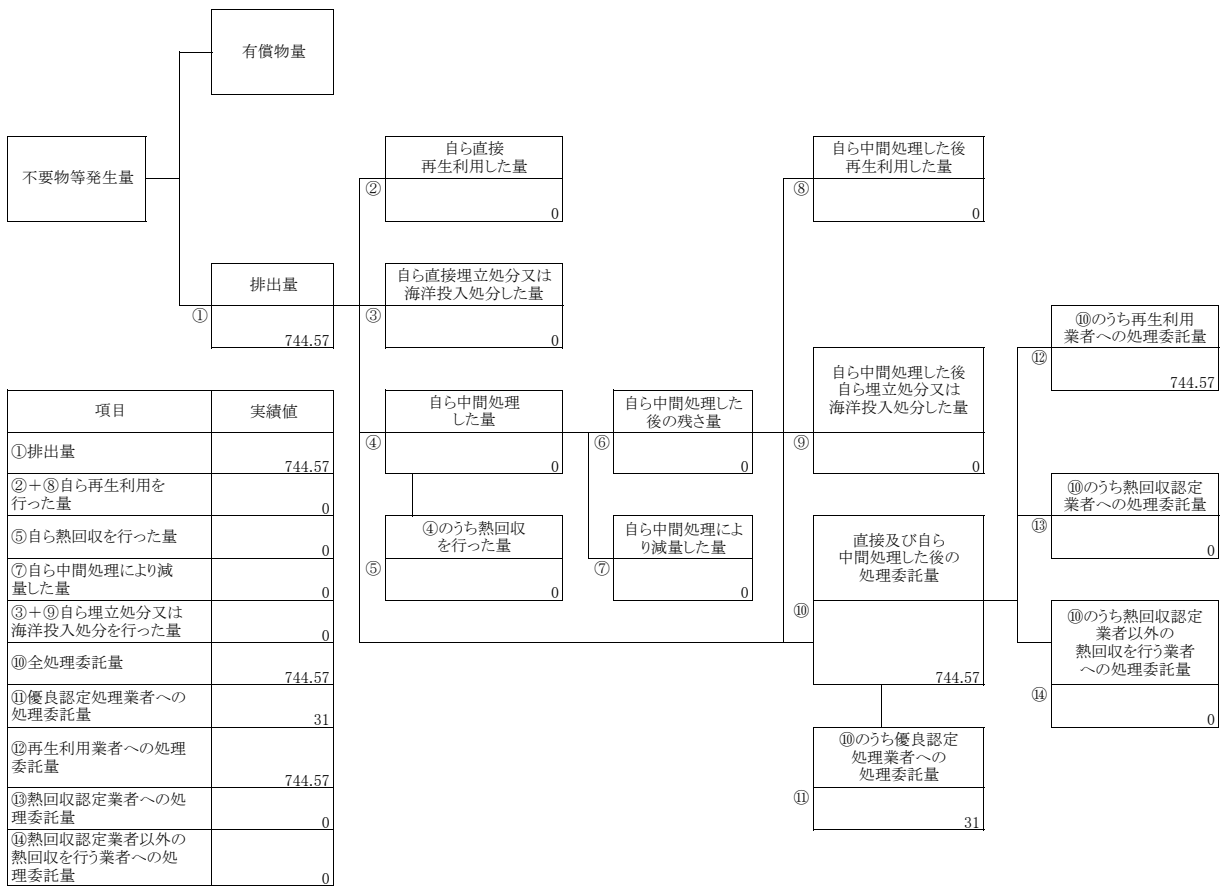 有償物量
不要物等発生量
排出量
①
744.57
自ら直接
再生利用した量
②
0
自ら直接埋立処分又は
海洋投入処分した量
③
0
自ら中間処理
した量
④
0
④のうち熱回収
を行った量
⑤
0
自ら中間処理した
後の残さ量
⑥
0
自ら中間処理によ
り減量した量
⑦
0
自ら中間処理した後
再生利用した量
⑧
0
自ら中間処理した後
自ら埋立処分又は
海洋投入処分した量
⑨
0
直接及び自ら
中間処理した後の
処理委託量
⑩
744.57
⑩のうち優良認定
処理業者への
処理委託量
⑪
31
⑩のうち再生利用
業者への処理委託量
⑫
744.57
⑩のうち熱回収認定
業者への処理委託量
⑬
0
⑩のうち熱回収認定
業者以外の
熱回収を行う業者
への処理委託量
⑭
0
項目 実績値
①排出量
744.57
②+⑧自ら再生利用を
行った量
0
⑤自ら熱回収を行った量
0
⑦自ら中間処理により減
量した量
0
③+⑨自ら埋立処分又は
海洋投入処分を行った量
0
⑩全処理委託量
744.57
⑪優良認定処理業者への
処理委託量
31
⑫再生利用業者への処理
委託量
744.57
⑬熱回収認定業者への処
理委託量
0
⑭熱回収認定業者以外の
熱回収を行う業者への処
理委託量
0